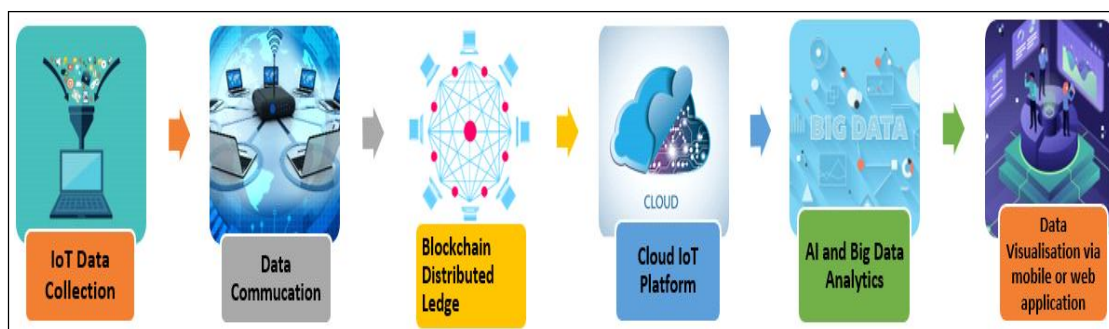 CLOUD
BIG DATA
IoT Data
Collection
Data
Commucation
Blockchain
Distributed
Ledge
Cloud IoT
Platform
AI and Big Data
Analytics
Data
Visualisation via
mobile or web
application